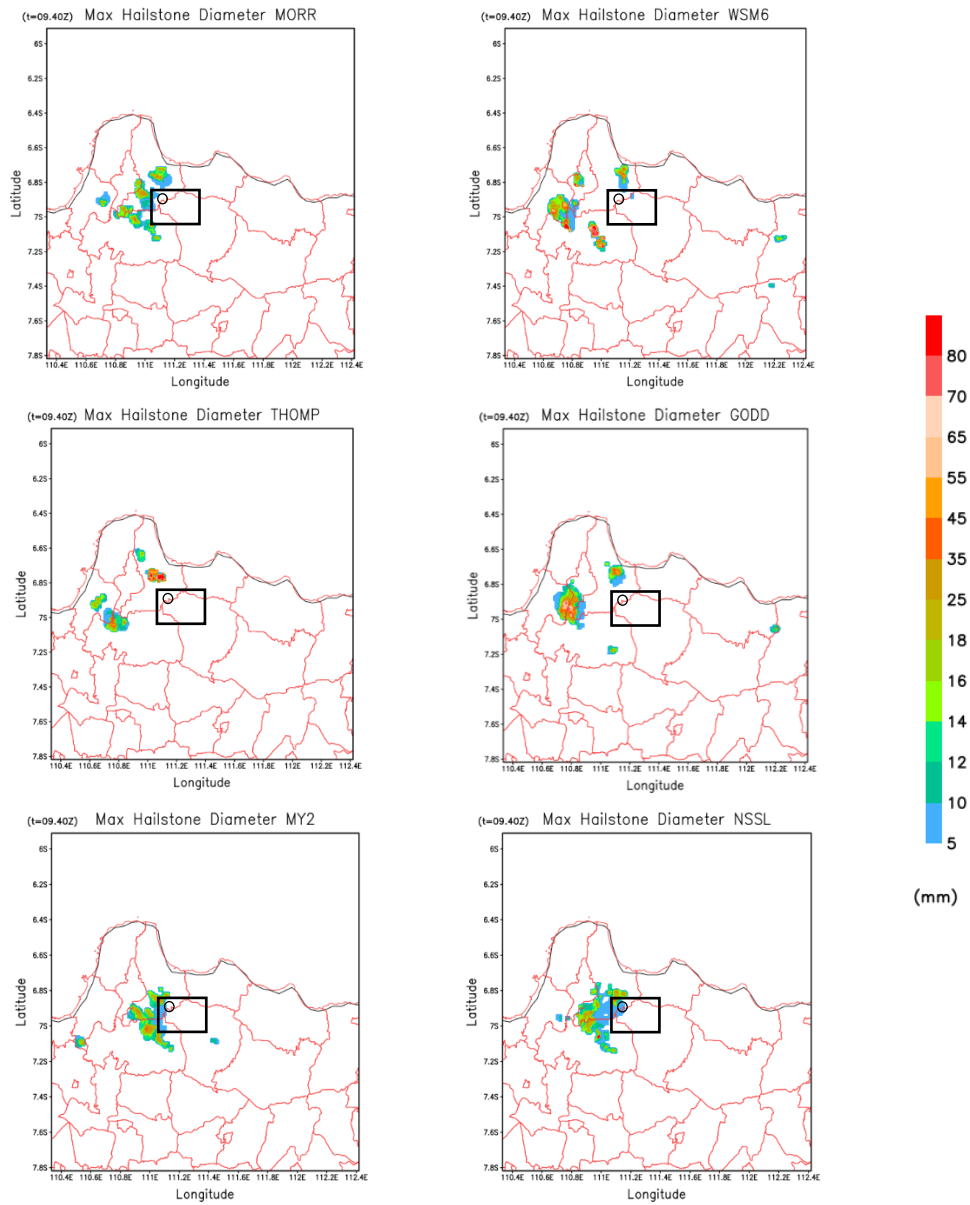 (t=09.40Z) Max Hailstone Diameter MORR
6S
6.2S
6.4S
6.6S
6.8S
7S
7.2S
7.4S
7.6S
7.8S
Latitude
110.4E 110.6E 110.8E 111E 111.2E 111.4E 111.6E 111.8E 112E 112.2E 112.4E
Longitude
(t=09.40Z) Max Hailstone Diameter WSM6
6S
6.2S
6.4S
6.6S
6.8S
7S
7.2S
7.4S
7.6S
7.8S
Latitude
110.4E 110.6E 110.8E 111E 111.2E 111.4E 111.6E 111.8E 112E 112.2E 112.4E
Longitude
(t=09.40Z) Max Hailstone Diameter THOMP
6S
6.2S
6.4S
6.6S
6.8S
7S
7.2S
7.4S
7.6S
7.8S
Latitude
110.4E 110.6E 110.8E 111E 111.2E 111.4E 111.6E 111.8E 112E 112.2E 112.4E
Longitude
(t=09.40Z) Max Hailstone Diameter GODD
6S
6.2S
6.4S
6.6S
6.8S
7S
7.2S
7.4S
7.6S
7.8S
Latitude
110.4E 110.6E 110.8E 111E 111.2E 111.4E 111.6E 111.8E 112E 112.2E 112.4E
Longitude
(t=09.40Z) Max Hailstone Diameter MY2
6S
6.2S
6.4S
6.6S
6.8S
7S
7.2S
7.4S
7.6S
7.8S
Latitude
110.4E 110.6E 110.8E 111E 111.2E 111.4E 111.6E 111.8E 112E 112.2E 112.4E
Longitude
(t=09.40Z) Max Hailstone Diameter NSSL
6S
6.2S
6.4S
6.6S
6.8S
7S
7.2S
7.4S
7.6S
7.8S
Latitude
110.4E 110.6E 110.8E 111E 111.2E 111.4E 111.6E 111.8E 112E 112.2E 112.4E
Longitude
80
70
65
55
45
35
25
18
16
14
12
10
5
(mm)